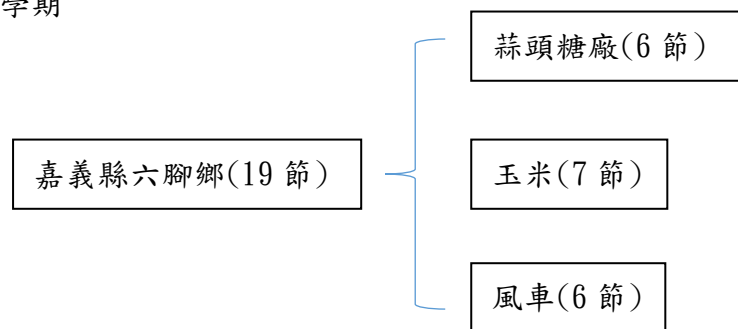 學期
蒜頭糖廠(6 節)
嘉義縣六腳鄉(19 節)
玉米(7 節)
風車(6 節)